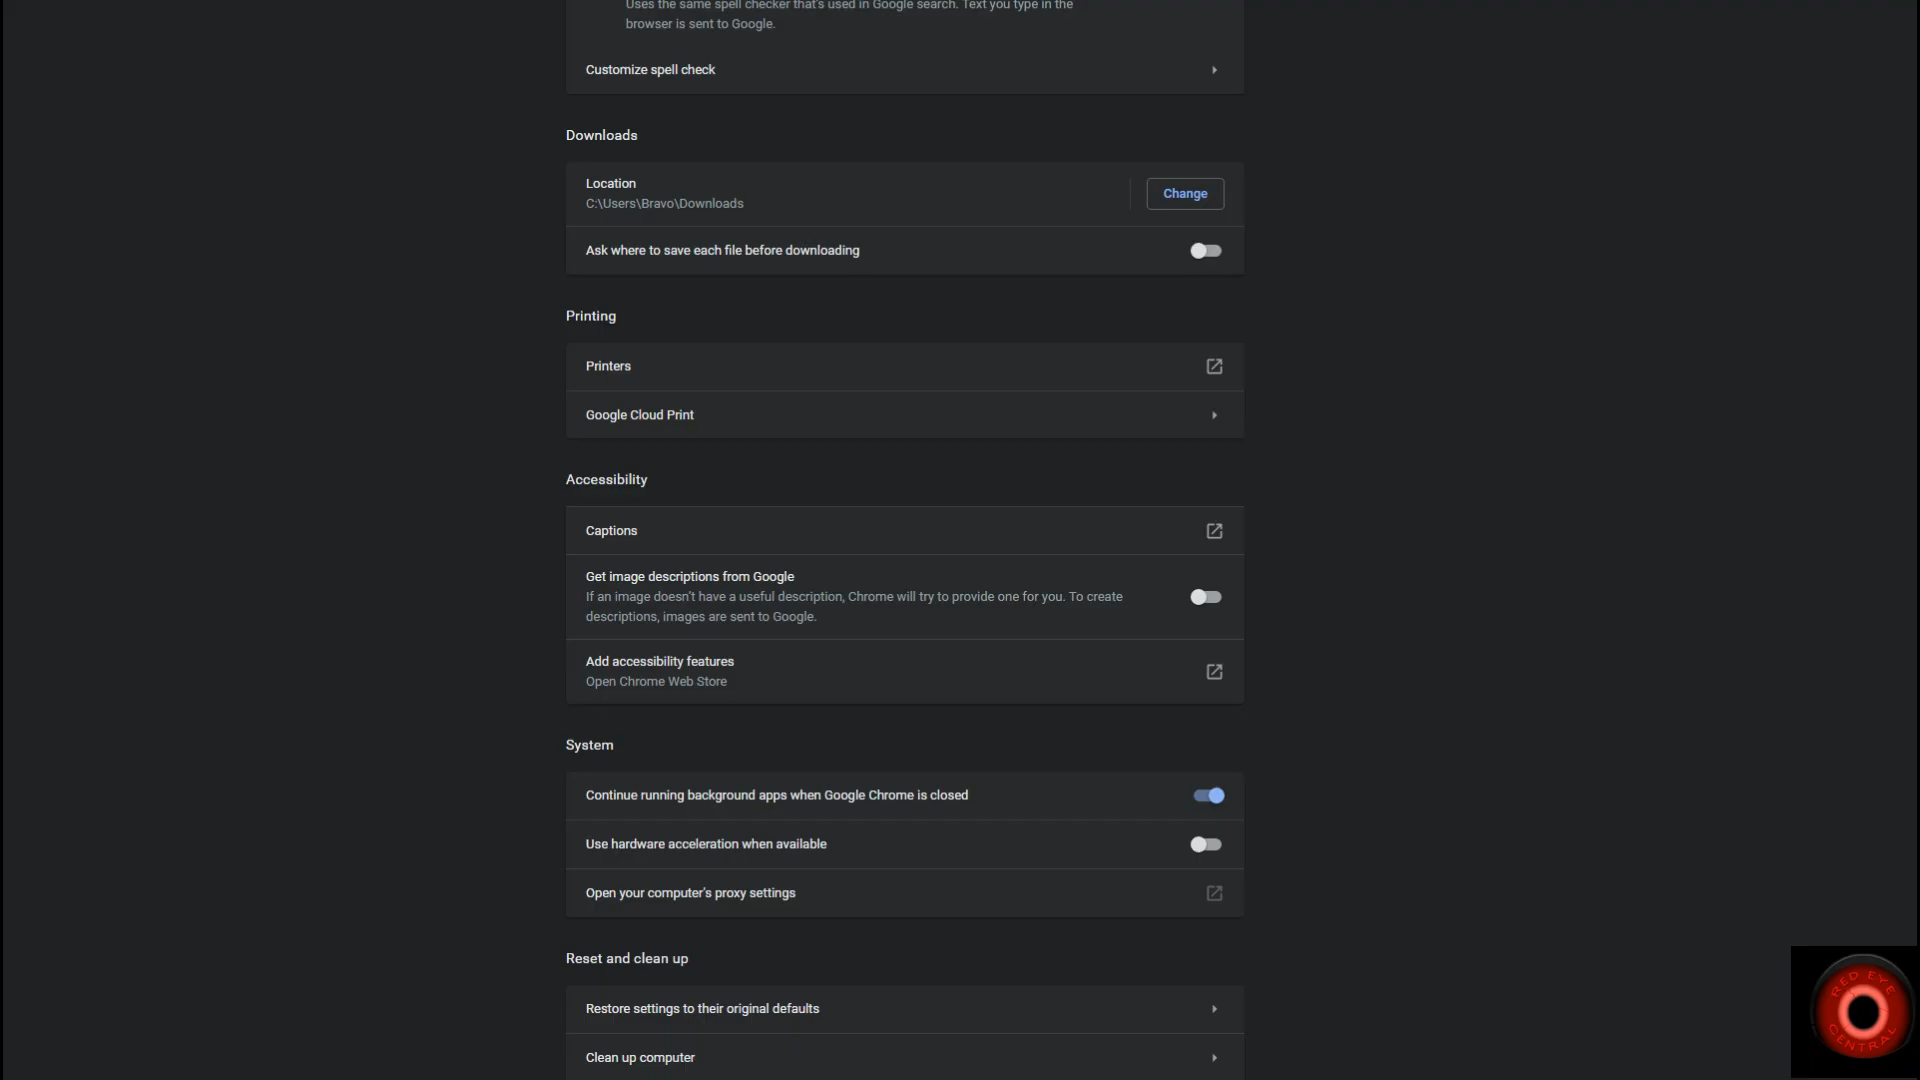 Uses the same spell checker that's used in Google search. Text you type in the
browser is sent to Google.
Customize spell check
Downloads
Location
C:\Users\Bravo\Downloads
Change
Ask where to save each file before downloading
Printing
Printers
Google Cloud Print
Accessibility
Captions
Get image descriptions from Google
If an image doesn't have a useful description, Chrome will try to provide one for you. To create
descriptions, images are sent to Google.
Add accessibility features
Open Chrome Web Store
System
Continue running background apps when Google Chrome is closed
Use hardware acceleration when available
Open your computer's proxy settings
Reset and clean up
Restore settings to their original defaults
Clean up computer
RED EYE
CENTRAL